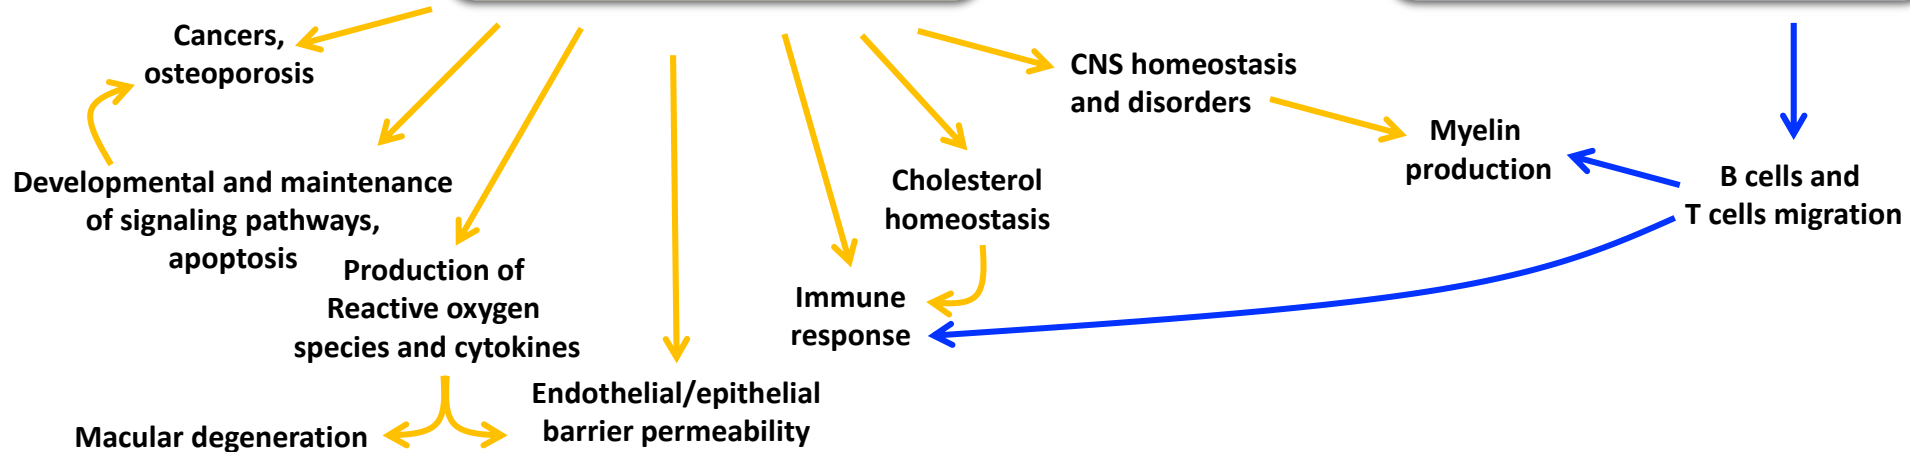 Cancers,
osteoporosis
CNS homeostasis
and disorders
Myelin
production
B cells and
T cells migration
Developmental and maintenance
of signaling pathways,
apoptosis
Cholesterol
homeostasis
Production of
Reactive oxygen
species and cytokines
Immune
response
Endothelial/epithelial
barrier permeability
Macular degeneration